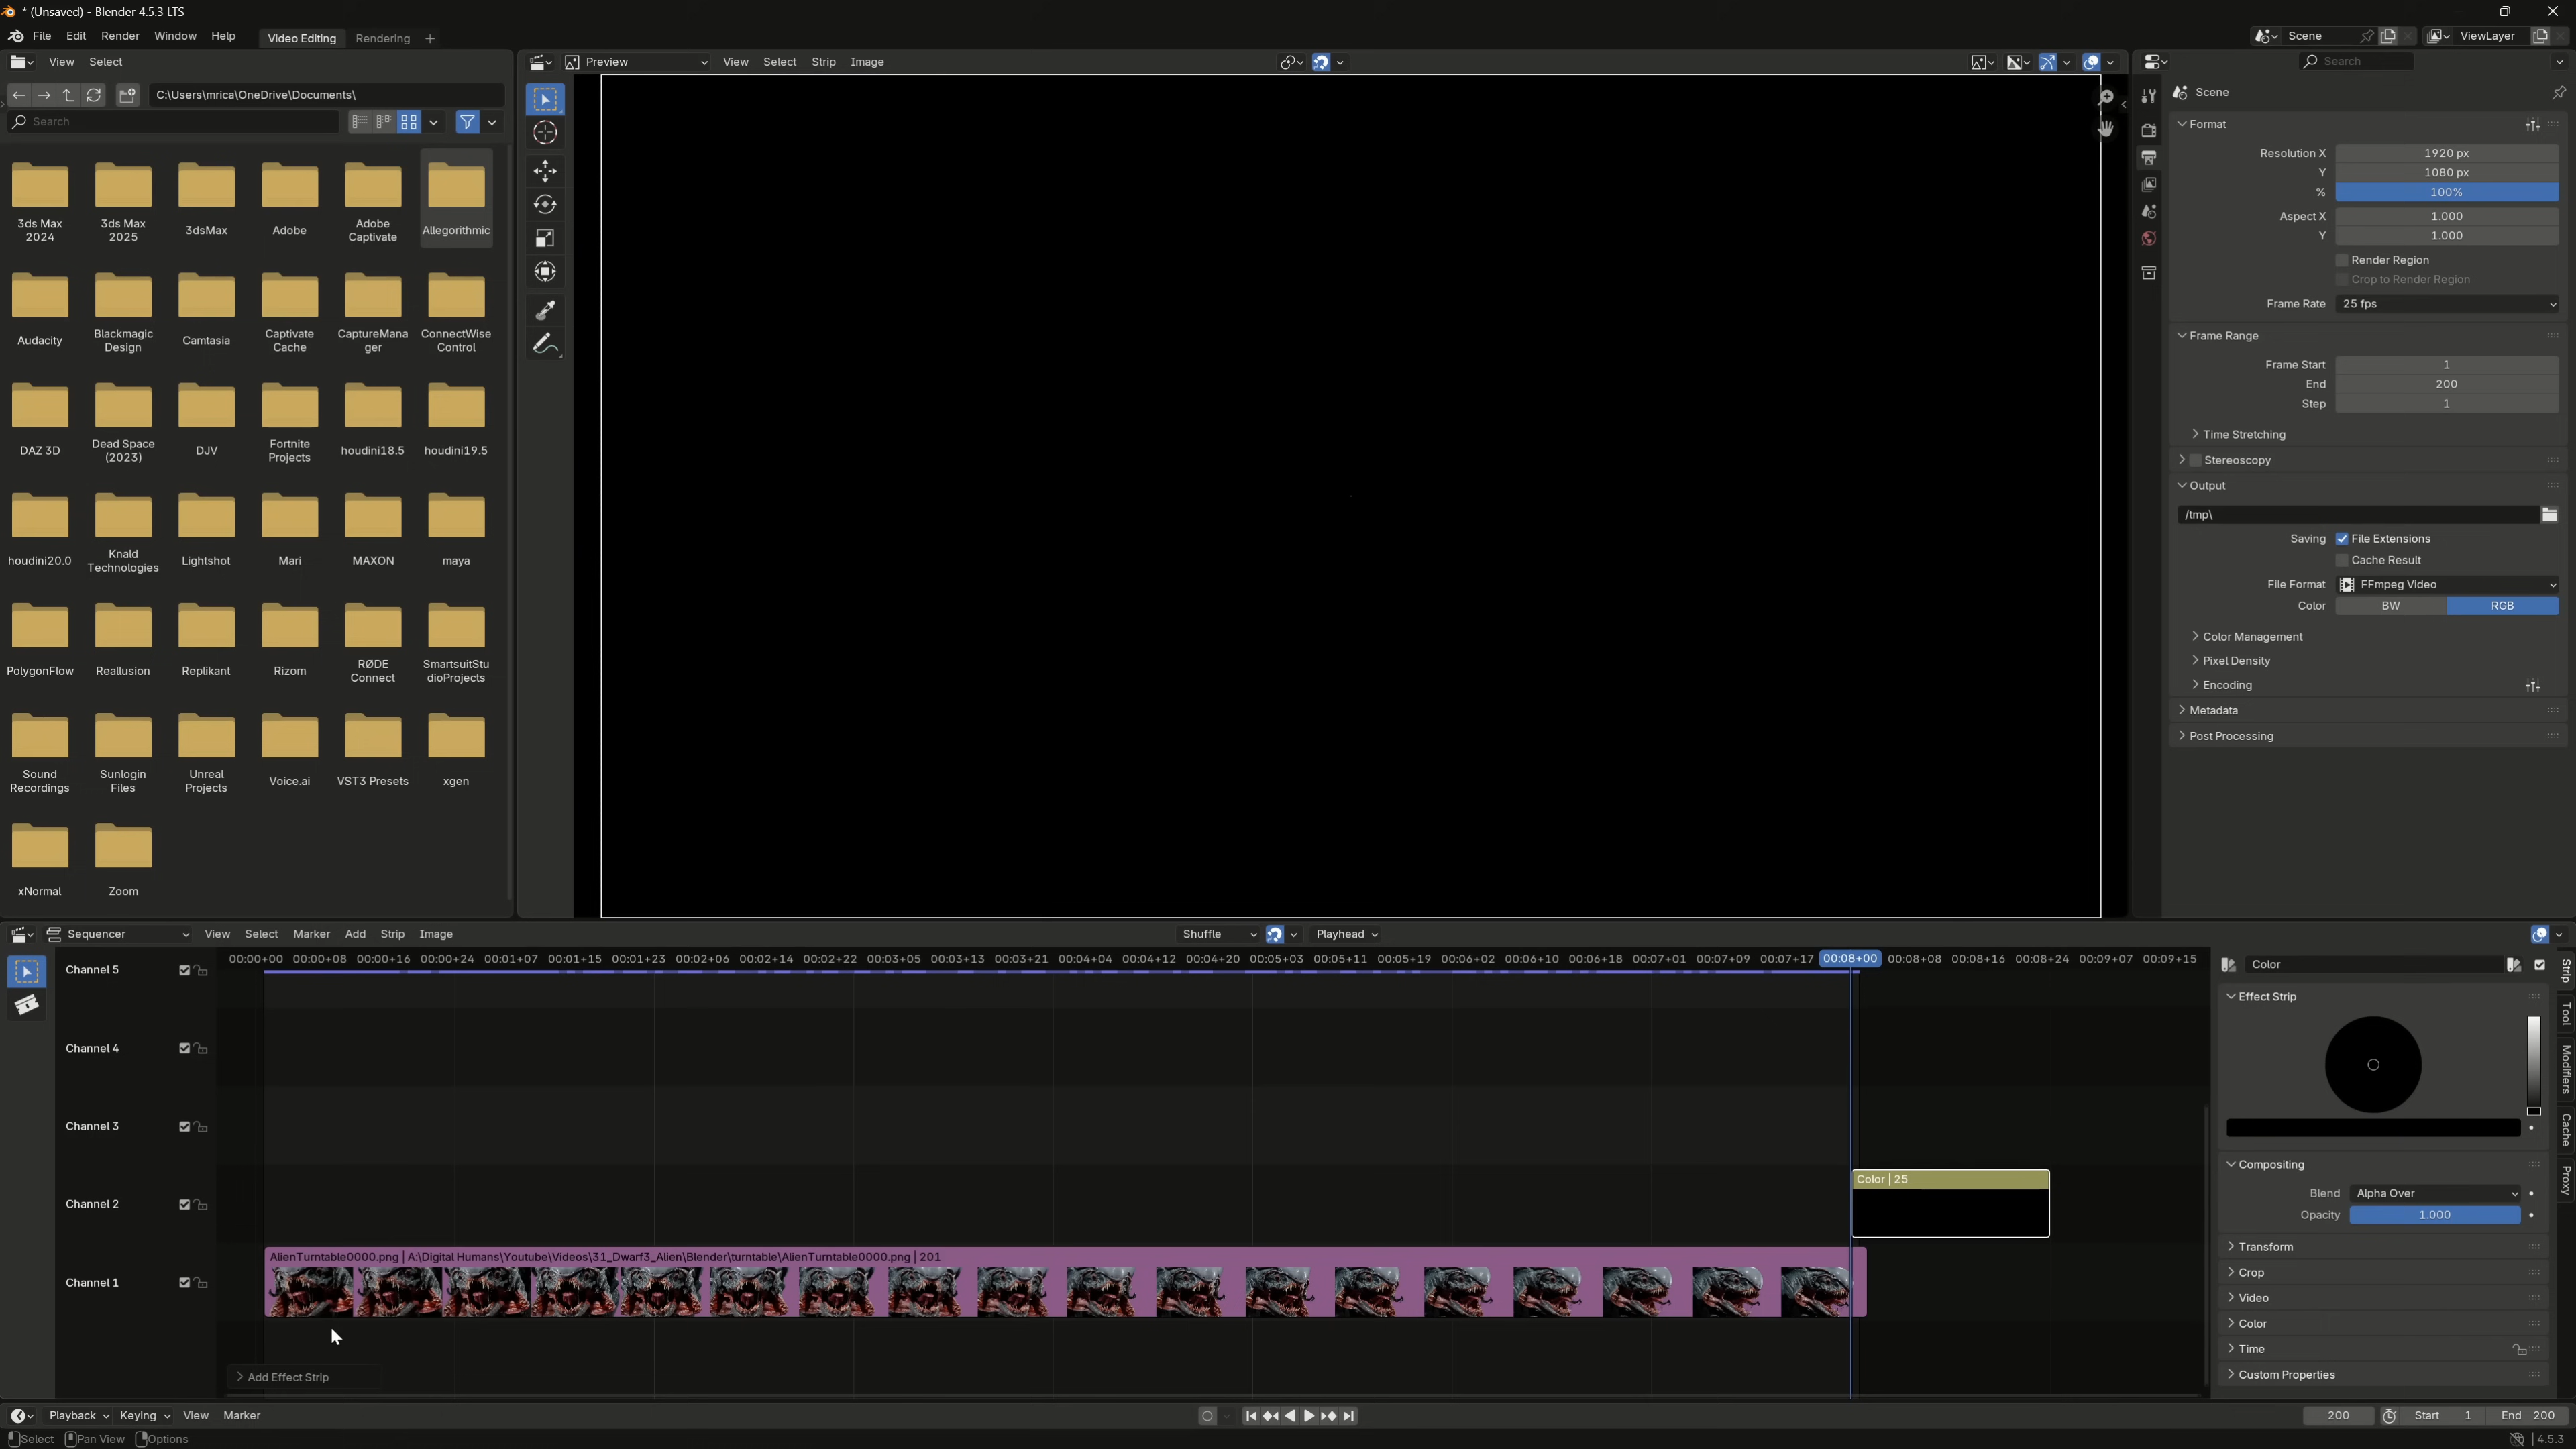 * (Unsaved) - Blender 4.5.3 LTS
File Edit Render Window Help Video Editing Rendering Scene ViewLayer
View Select
Preview View Select Strip Image
Search
C:\Users\mrica\OneDrive\Documents\
Search
3ds Max 2024
3ds Max 2025
3dsMax
Adobe
Adobe Captivate
Allegorithmic
Audacity
Blackmagic Design
Camtasia
Captivate Cache
CaptureManager
ConnectWise Control
DAZ 3D
Dead Space (2023)
DJV
Fortnite Projects
houdini18.5
houdini19.5
houdini20.0
Knald Technologies
Lightshot
Mari
MAXON
maya
PolygonFlow
Reallusion
Replikant
Rizom
RØDE Connect
SmartsuitStudioProjects
Sound Recordings
Sunlogin Files
Unreal Projects
Voice.ai
VST3 Presets
xgen
xNormal
Zoom
Scene
Format
Resolution X 1920 px
Y 1080 px
% 100%
Aspect X 1.000
Y 1.000
Render Region
Crop to Render Region
Frame Rate 25 fps
Frame Range
Frame Start 1
End 200
Step 1
Time Stretching
Stereoscopy
Output
/tmp\
Saving File Extensions
Cache Result
File Format FFmpeg Video
Color BW RGB
Color Management
Pixel Density
Encoding
Metadata
Post Processing
Sequencer View Select Marker Add Strip Image Shuffle Playhead
00:00+00 00:00+08 00:00+16 00:00+24 00:01+07 00:01+15 00:01+23 00:02+06 00:02+14 00:02+22 00:03+05 00:03+13 00:03+21 00:04+04 00:04+12 00:04+20 00:05+03 00:05+11 00:05+19 00:06+02 00:06+10 00:06+18 00:07+01 00:07+09 00:07+17 00:08+00 00:08+08 00:08+16 00:08+24 00:09+07 00:09+15
Channel 5
Channel 4
Channel 3
Channel 2
Channel 1
Color | 25
AlienTurntable0000.png | A:\Digital Humans\Youtube\Videos\31_Dwarf3_Alien\Blender\turntable\AlienTurntable0000.png | 201
Add Effect Strip
Color
Effect Strip
Compositing
Blend Alpha Over
Opacity 1.000
Transform
Crop
Video
Color
Time
Custom Properties
Strip
Tool
Modifiers
Cache
Proxy
Playback Keying View Marker 200 Start 1 End 200
Select Pan View Options 4.5.3